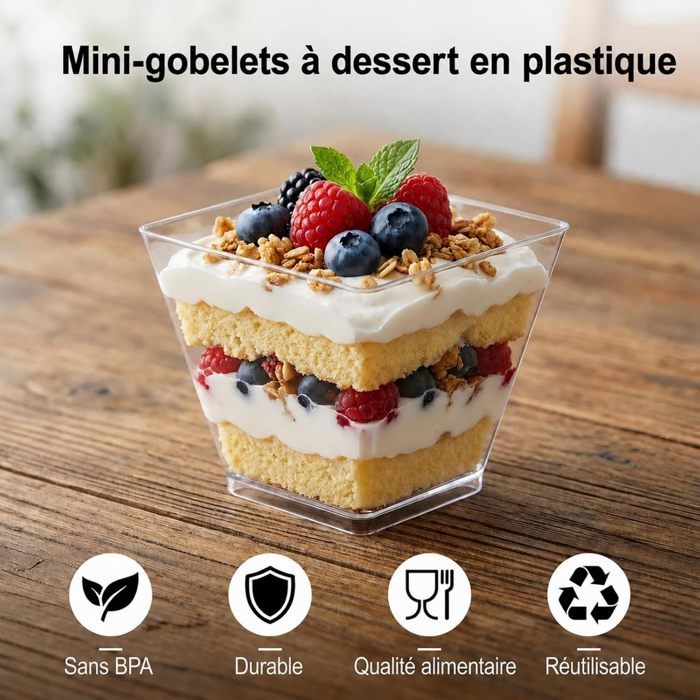 Mini-gobelets à dessert en plastique
Sans BPA
Durable
Qualité alimentaire
Réutilisable